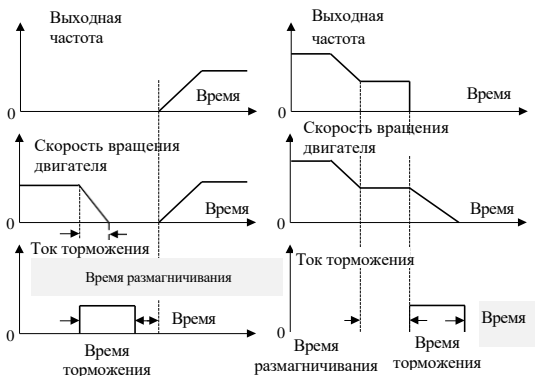 Выходная
частота
0
Время
Скорость вращения
двигателя
0
Время
Ток торможения
Время размагничивания
0
Время
Время
торможения
Выходная
частота
0
Время
Скорость вращения
двигателя
0
Время
Ток торможения
0
Время
Время
размагничивания
Время
торможения